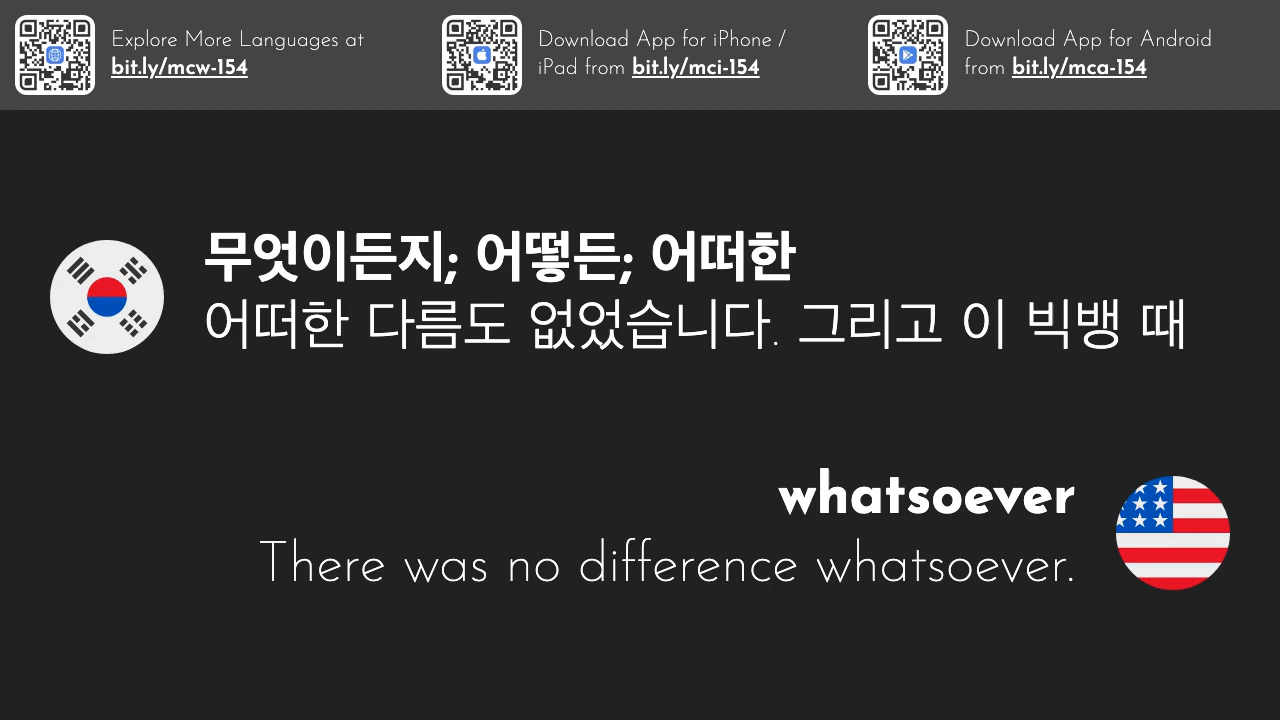 Explore More Languages at
bit.ly/mcw-154
Download App for iPhone /
iPad from bit.ly/mci-154
Download App for Android
from bit.ly/mca-154
무엇이든지; 어떻든; 어떠한
어떠한 다름도 없었습니다. 그리고 이 빅뱅 때
whatsoever
There was no difference whatsoever.